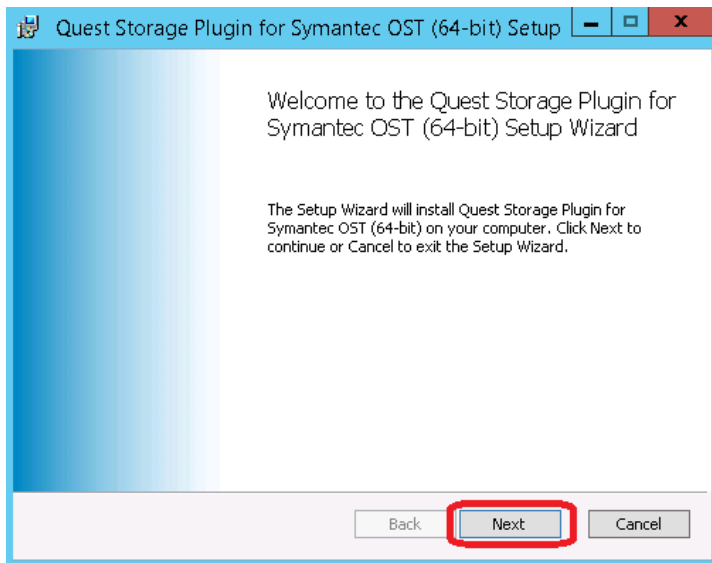 Quest Storage Plugin for Symantec OST (64-bit) Setup
Welcome to the Quest Storage Plugin for
Symantec OST (64-bit) Setup Wizard
The Setup Wizard will install Quest Storage Plugin for
Symantec OST (64-bit) on your computer. Click Next to
continue or Cancel to exit the Setup Wizard.
Back Next Cancel